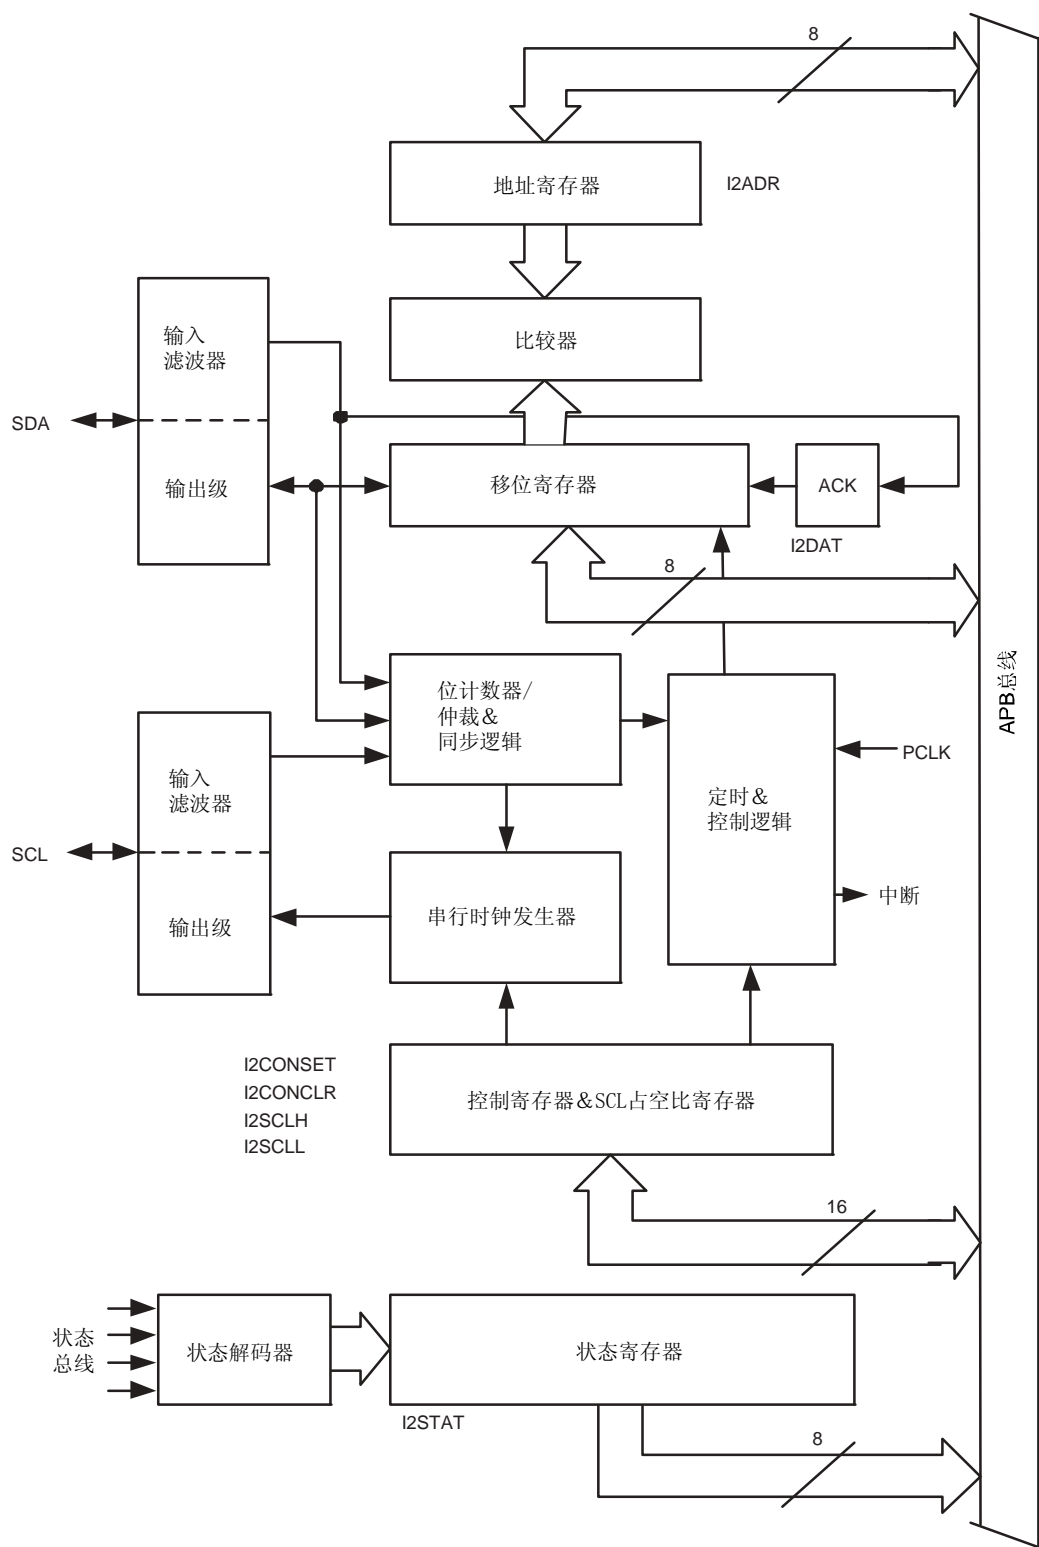 8
地址寄存器
I2ADR
输入
滤波器
比较器
SDA
输出级
移位寄存器
ACK
I2DAT
8
APB总线
位计数器/
仲裁&
同步逻辑
PCLK
输入
滤波器
定时&
控制逻辑
SCL
输出级
串行时钟发生器
中断
I2CONSET
I2CONCLR
I2SCLH
I2SCLL
控制寄存器&SCL占空比寄存器
16
状态
总线
状态解码器
状态寄存器
I2STAT
8